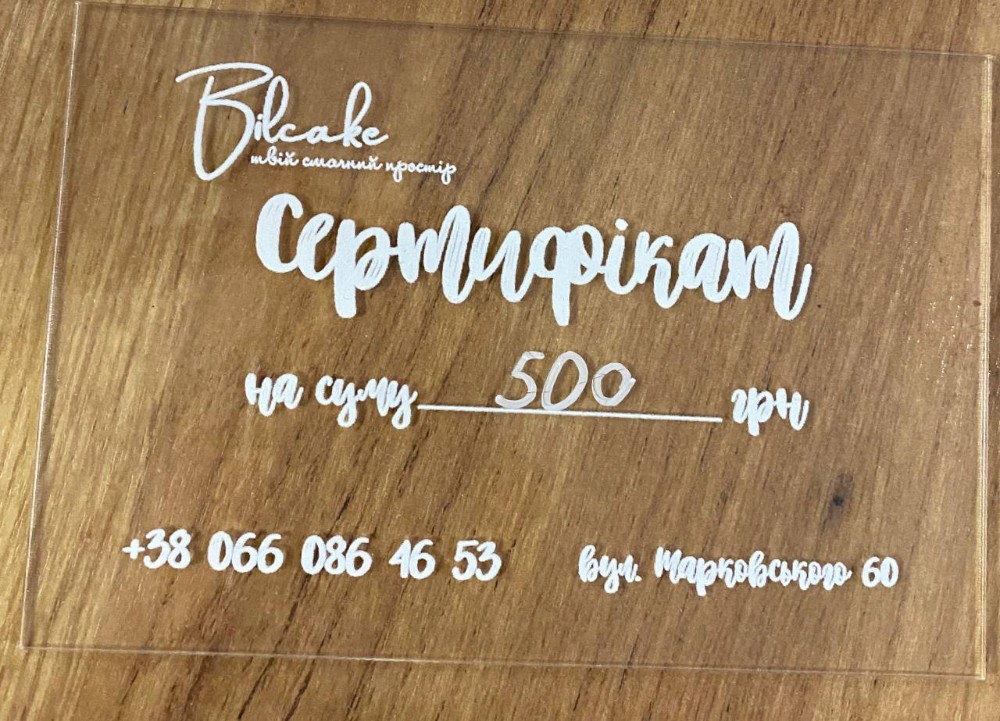 Bilcake
твій смачний простір
Сертифікат
на суму 500 грн
+38 066 086 46 53
вул. Марковського 60